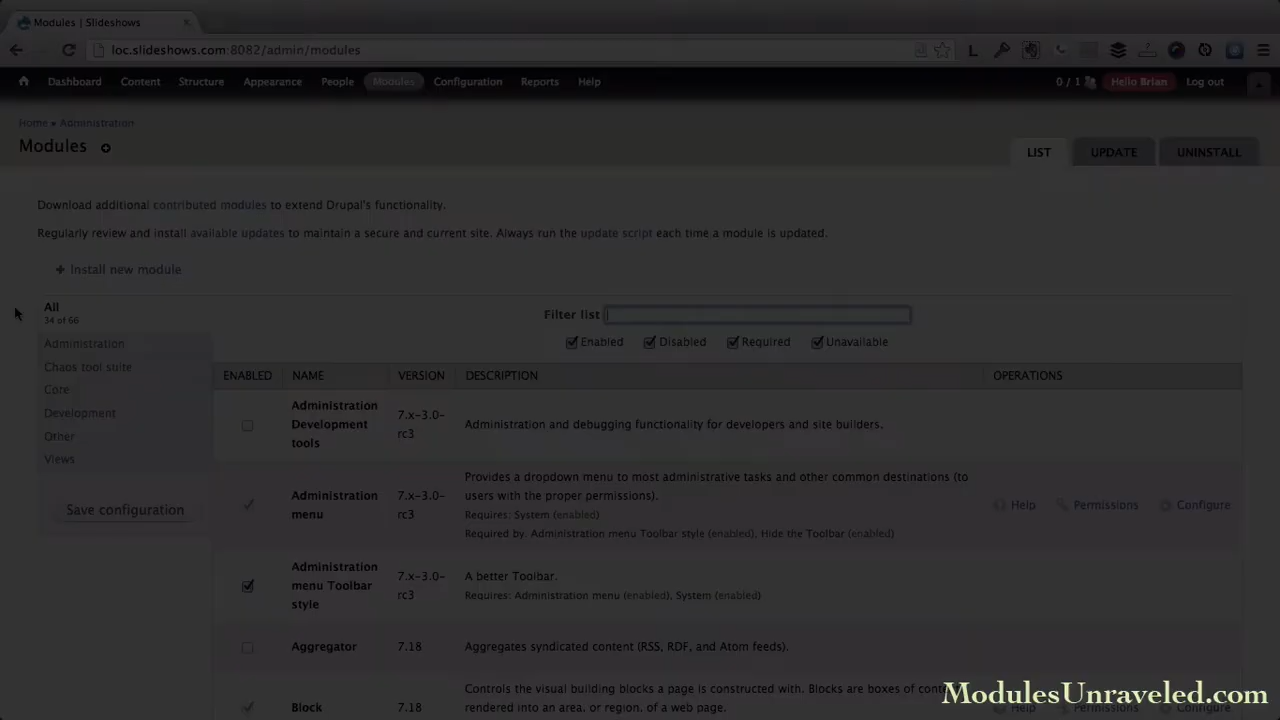 Modules | Slideshows
loc.slideshows.com:8082/admin/modules
Dashboard Content Structure Appearance People Modules Configuration Reports Help 0 / 1 Hello Brian Log out
Home » Administration
Modules
LIST UPDATE UNINSTALL
Download additional contributed modules to extend Drupal's functionality.
Regularly review and install available updates to maintain a secure and current site. Always run the update script each time a module is updated.
+ Install new module
All
34 of 66
Administration
Chaos tool suite
Core
Development
Other
Views
Save configuration
Filter list
Enabled Disabled Required Unavailable
ENABLED NAME VERSION DESCRIPTION OPERATIONS
Administration
Development
tools
7.x-3.0-
rc3
Administration and debugging functionality for developers and site builders.
Administration
menu
7.x-3.0-
rc3
Provides a dropdown menu to most administrative tasks and other common destinations (to
users with the proper permissions).
Requires: System (enabled)
Required by: Administration menu Toolbar style (enabled), Hide the Toolbar (enabled)
Help Permissions Configure
Administration
menu Toolbar
style
7.x-3.0-
rc3
A better Toolbar.
Requires: Administration menu (enabled), System (enabled)
Aggregator 7.18 Aggregates syndicated content (RSS, RDF, and Atom feeds).
Block 7.18
Controls the visual building blocks a page is constructed with. Blocks are boxes of
rendered into an area, or region, of a web page.
Help Permissions Configure
ModulesUnraveled.com